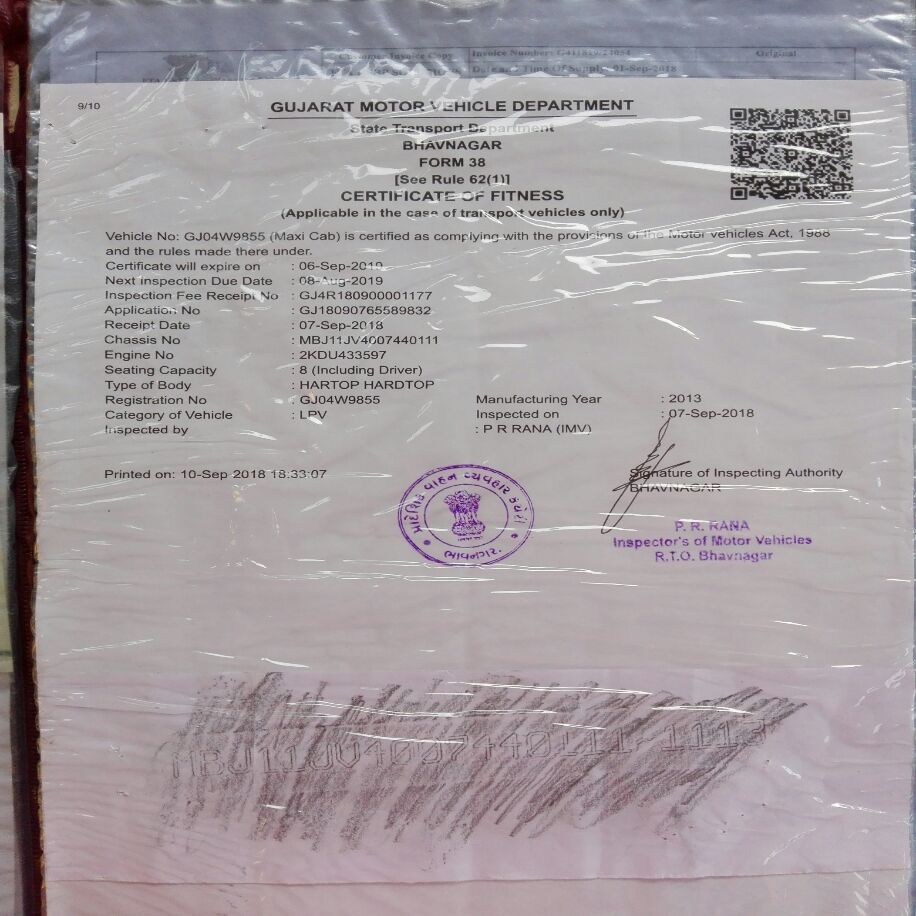 Customer Invoice Copy Invoice Number: G411819/24054 Original
Date & Time Of Supply: 01-Sep-2018
9/10
GUJARAT MOTOR VEHICLE DEPARTMENT
State Transport Department
BHAVNAGAR
FORM 38
[See Rule 62(1)]
CERTIFICATE OF FITNESS
(Applicable in the case of transport vehicles only)
Vehicle No: GJ04W9855 (Maxi Cab) is certified as complying with the provisions of the Motor vehicles Act, 1988
and the rules made there under.
Certificate will expire on : 06-Sep-2019
Next Inspection Due Date : 08-Aug-2019
Inspection Fee Receipt No : GJ4R180900001177
Application No : GJ18090765589832
Receipt Date : 07-Sep-2018
Chassis No : MBJ11JV4007440111
Engine No : 2KDU433597
Seating Capacity : 8 (Including Driver)
Type of Body : HARTOP HARDTOP
Registration No : GJ04W9855 Manufacturing Year : 2013
Category of Vehicle : LPV Inspected on : 07-Sep-2018
Inspected by : P R RANA (IMV)
Printed on: 10-Sep 2018 18:33:07 Signature of Inspecting Authority
BHAVNAGAR
પ્રાદેશિક વાહન વ્યવહાર કચેરી
ભાવનગર.
P. R. RANA
Inspector's of Motor Vehicles
R.T.O. Bhavnagar
MBJ11JV4007440111-1113